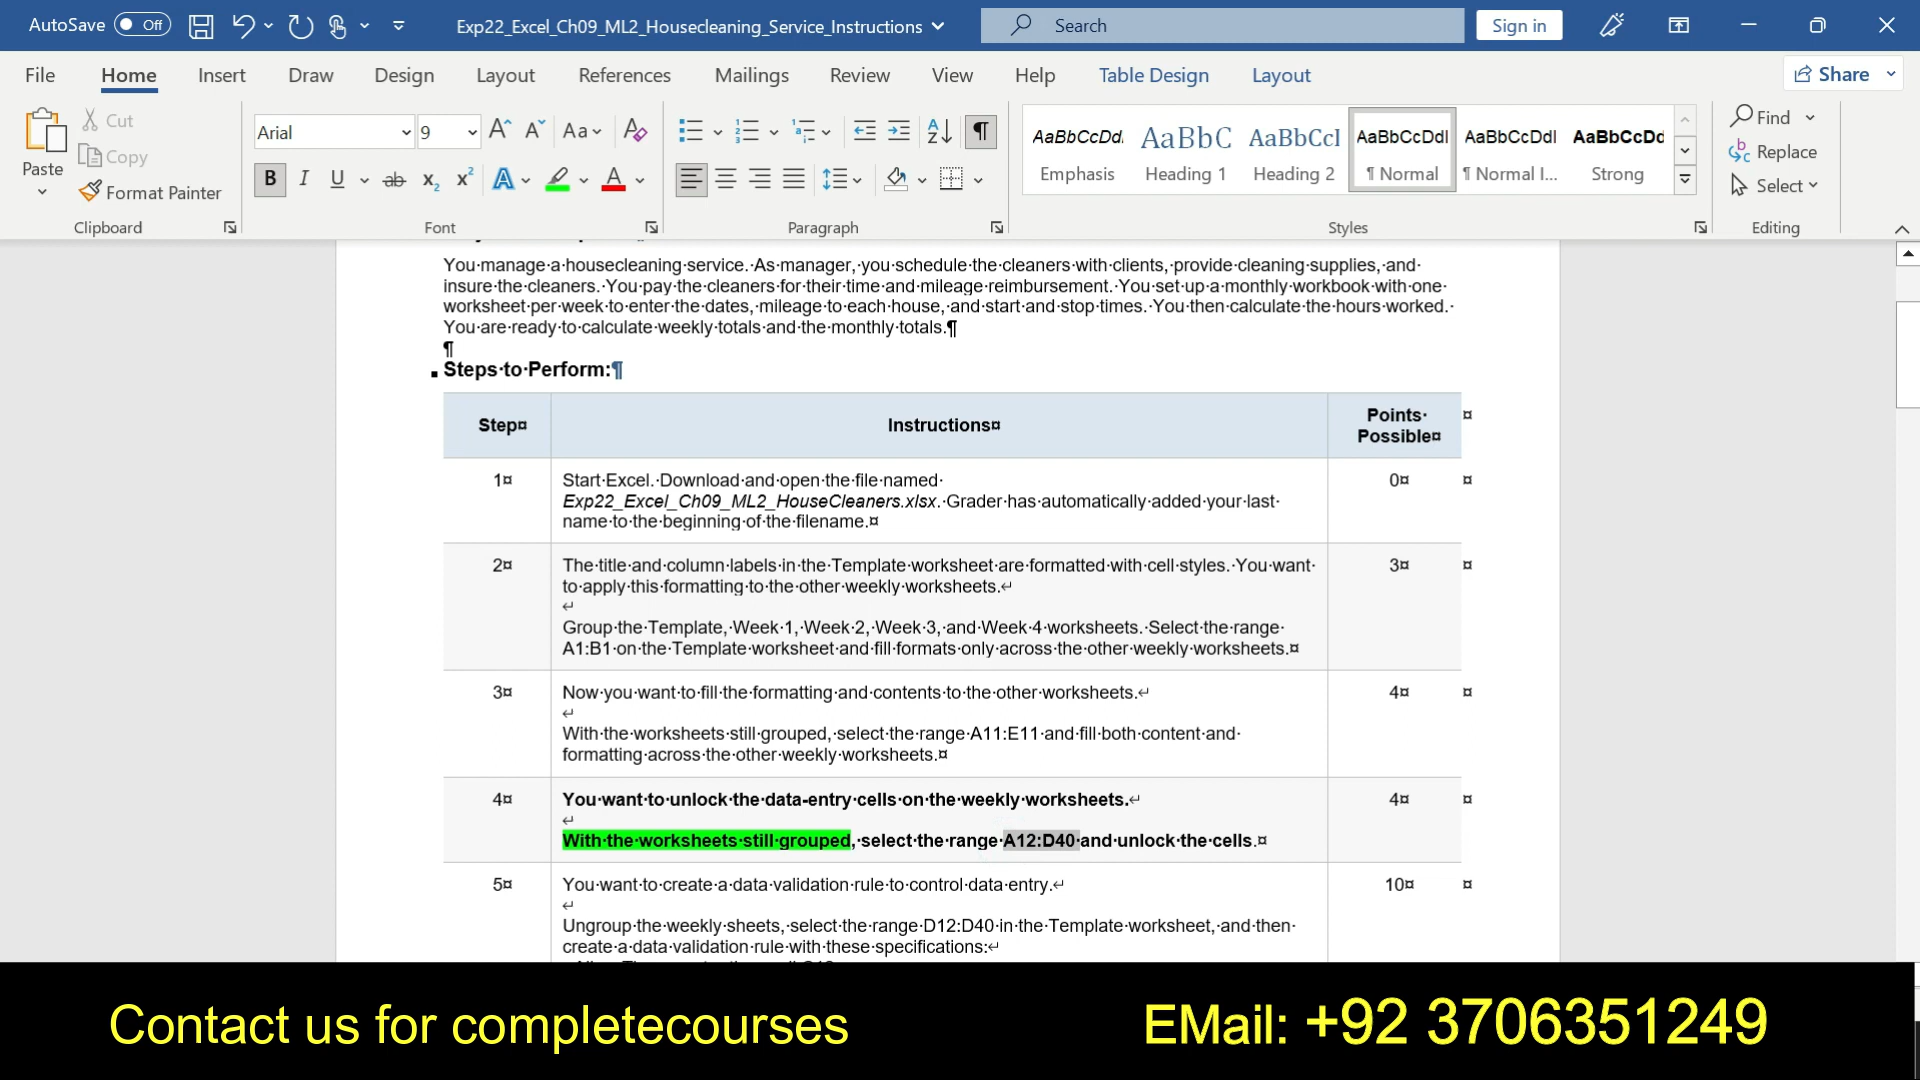 AutoSave Off Exp22_Excel_Ch09_ML2_Housecleaning_Service_Instructions Search Sign in
File Home Insert Draw Design Layout References Mailings Review View Help Table Design Layout Share
Paste Cut Copy Format Painter
Clipboard
Arial 9
Font
Paragraph
AaBbCcDd AaBbC AaBbCcI AaBbCcDdI AaBbCcDdI AaBbCcDd
Emphasis Heading 1 Heading 2 ¶ Normal ¶ Normal I... Strong
Styles
Find
Replace
Select
Editing
You·manage·a·housecleaning·service.·As·manager,·you·schedule·the·cleaners·with·clients,·provide·cleaning·supplies,·and·
insure·the·cleaners.·You·pay·the·cleaners·for·their·time·and·mileage·reimbursement.·You·set·up·a·monthly·workbook·with·one·
worksheet·per·week·to·enter·the·dates,·mileage·to·each·house,·and·start·and·stop·times.·You·then·calculate·the·hours·worked.·
You·are·ready·to·calculate·weekly·totals·and·the·monthly·totals.¶
¶
Steps·to·Perform:¶
Step¤ Instructions¤ Points·
Possible¤ ¤
1¤ Start·Excel.·Download·and·open·the·file·named· 0¤ ¤
Exp22_Excel_Ch09_ML2_HouseCleaners.xlsx.·Grader·has·automatically·added·your·last·
name·to·the·beginning·of·the·filename.¤
2¤ The·title·and·column·labels·in·the·Template·worksheet·are·formatted·with·cell·styles.·You·want· 3¤ ¤
to·apply·this·formatting·to·the·other·weekly·worksheets.↵
↵
Group·the·Template,·Week·1,·Week·2,·Week·3,·and·Week·4·worksheets.·Select·the·range·
A1:B1·on·the·Template·worksheet·and·fill·formats·only·across·the·other·weekly·worksheets.¤
3¤ Now·you·want·to·fill·the·formatting·and·contents·to·the·other·worksheets.↵ 4¤ ¤
↵
With·the·worksheets·still·grouped,·select·the·range·A11:E11·and·fill·both·content·and·
formatting·across·the·other·weekly·worksheets.¤
4¤ You·want·to·unlock·the·data-entry·cells·on·the·weekly·worksheets.↵ 4¤ ¤
↵
With·the·worksheets·still·grouped,·select·the·range·A12:D40·and·unlock·the·cells.¤
5¤ You·want·to·create·a·data·validation·rule·to·control·data·entry.↵ 10¤ ¤
↵
Ungroup·the·weekly·sheets,·select·the·range·D12:D40·in·the·Template·worksheet,·and·then·
create·a·data·validation·rule·with·these·specifications:↵
Contact us for completecourses EMail: +92 3706351249